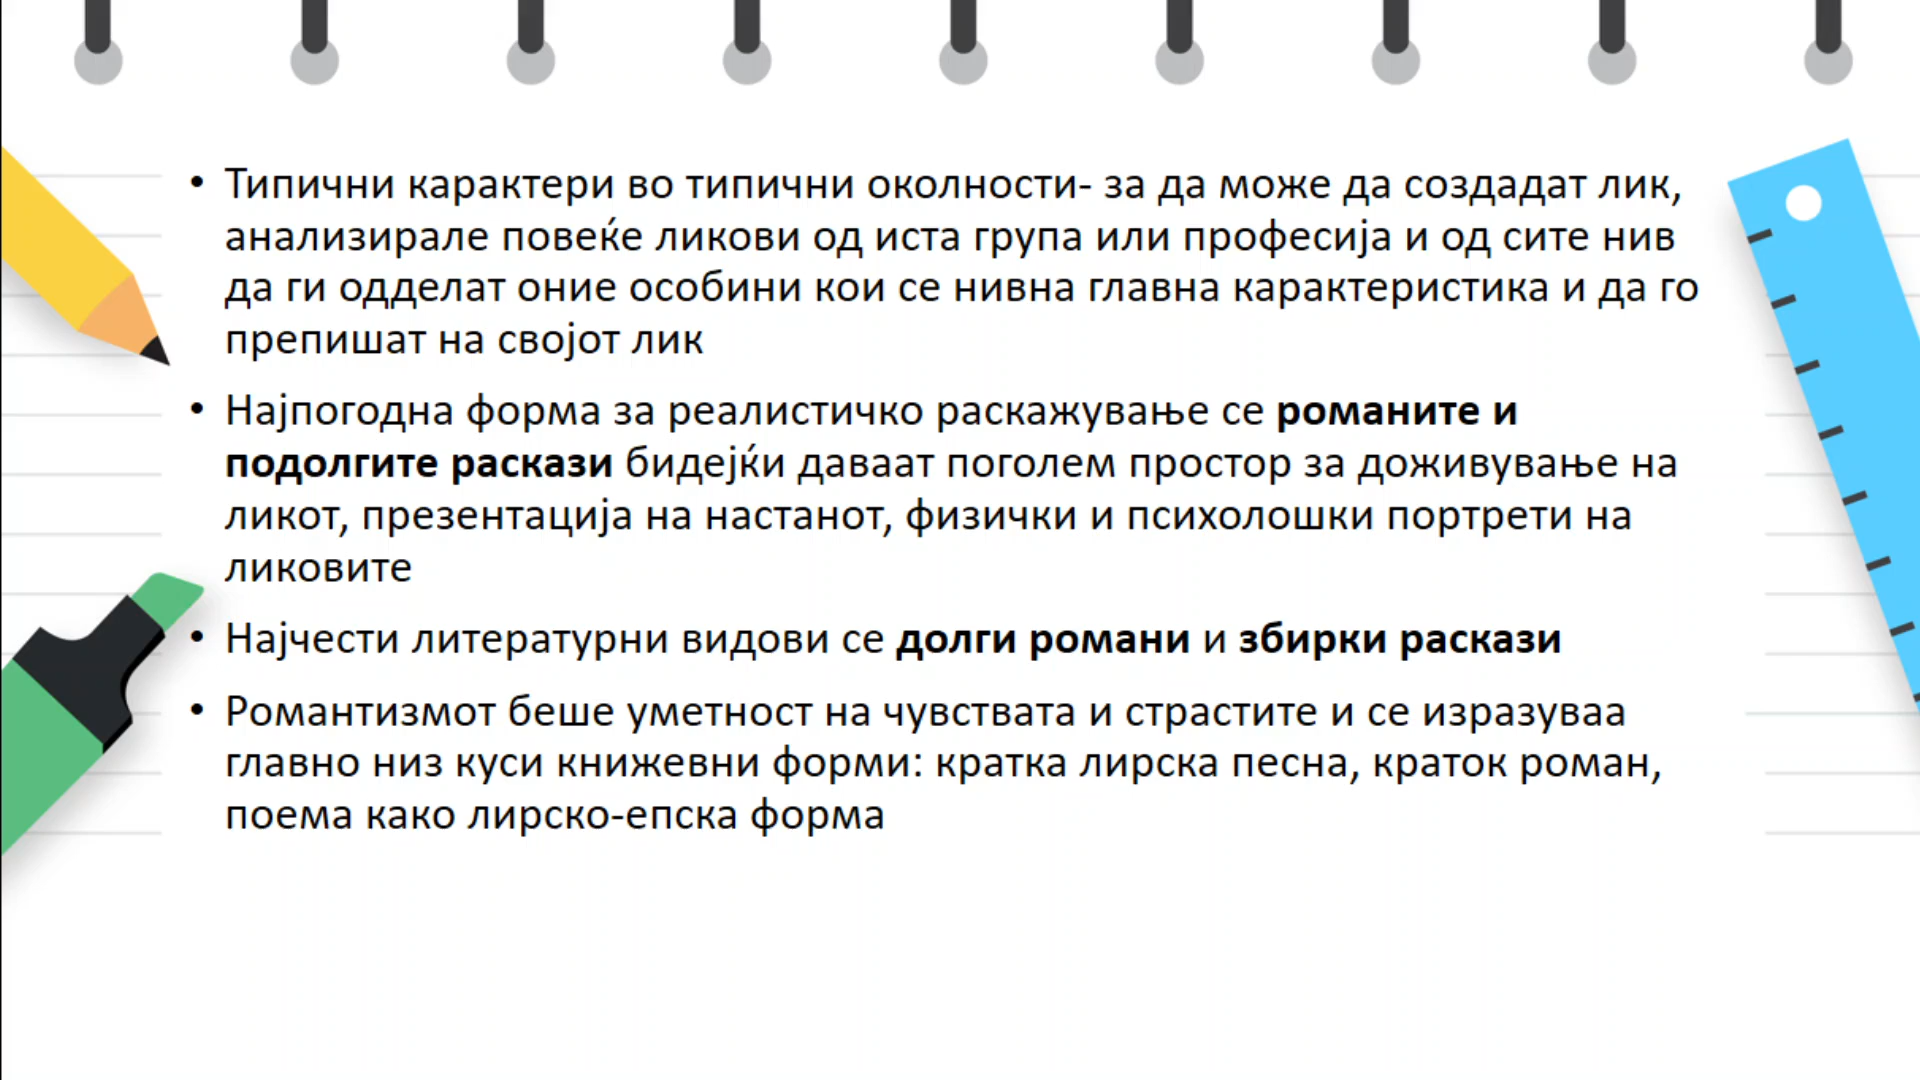 • Типични карактери во типични околности- за да може да создадат лик,
анализирале повеќе ликови од иста група или професија и од сите нив
да ги одделат оние особини кои се нивна главна карактеристика и да го
препишат на својот лик
• Најпогодна форма за реалистичко раскажување се романите и
подолгите раскази бидејќи даваат поголем простор за доживување на
ликот, презентација на настанот, физички и психолошки портрети на
ликовите
• Најчести литературни видови се долги романи и збирки раскази
• Романтизмот беше уметност на чувствата и страстите и се изразуваа
главно низ куси книжевни форми: кратка лирска песна, краток роман,
поема како лирско-епска форма